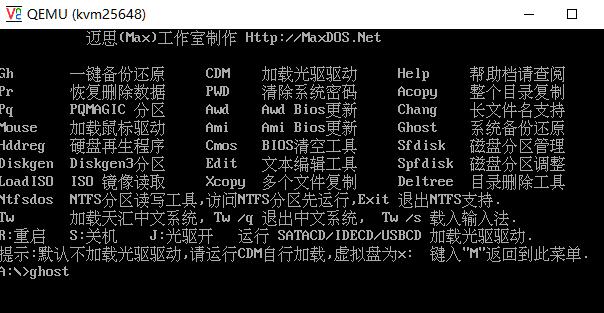 QEMU (kvm25648)
迈思(Max)工作室制作 Http://MaxDOS.Net
Gh 一键备份还原 CDM 加载光驱驱动 Help 帮助档请查阅
Pr 恢复删除数据 PWD 清除系统密码 Acopy 整个目录复制
Pq PQMAGIC 分区 Awd Awd Bios更新 Chang 长文件名支持
Mouse 加载鼠标驱动 Ami Ami Bios更新 Ghost 系统备份还原
Hddreg 硬盘再生程序 Cmos BIOS清空工具 Sfdisk 磁盘分区管理
Diskgen Diskgen3分区 Edit 文本编辑工具 Spfdisk 磁盘分区调整
LoadISO ISO 镜像读取 Xcopy 多个文件复制 Deltree 目录删除工具
Ntfsdos NTFS分区读写工具,访问NTFS分区先运行,Exit 退出NTFS支持.
Tw 加载天汇中文系统, Tw /q 退出中文系统, Tw /s 载入输入法.
R:重启 S:关机 J:光驱开 运行 SATACD/IDECD/USBCD 加载光驱驱动.
提示:默认不加载光驱驱动,请运行CDM自行加载,虚拟盘为x: 键入"M"返回到此菜单.
A:\>ghost